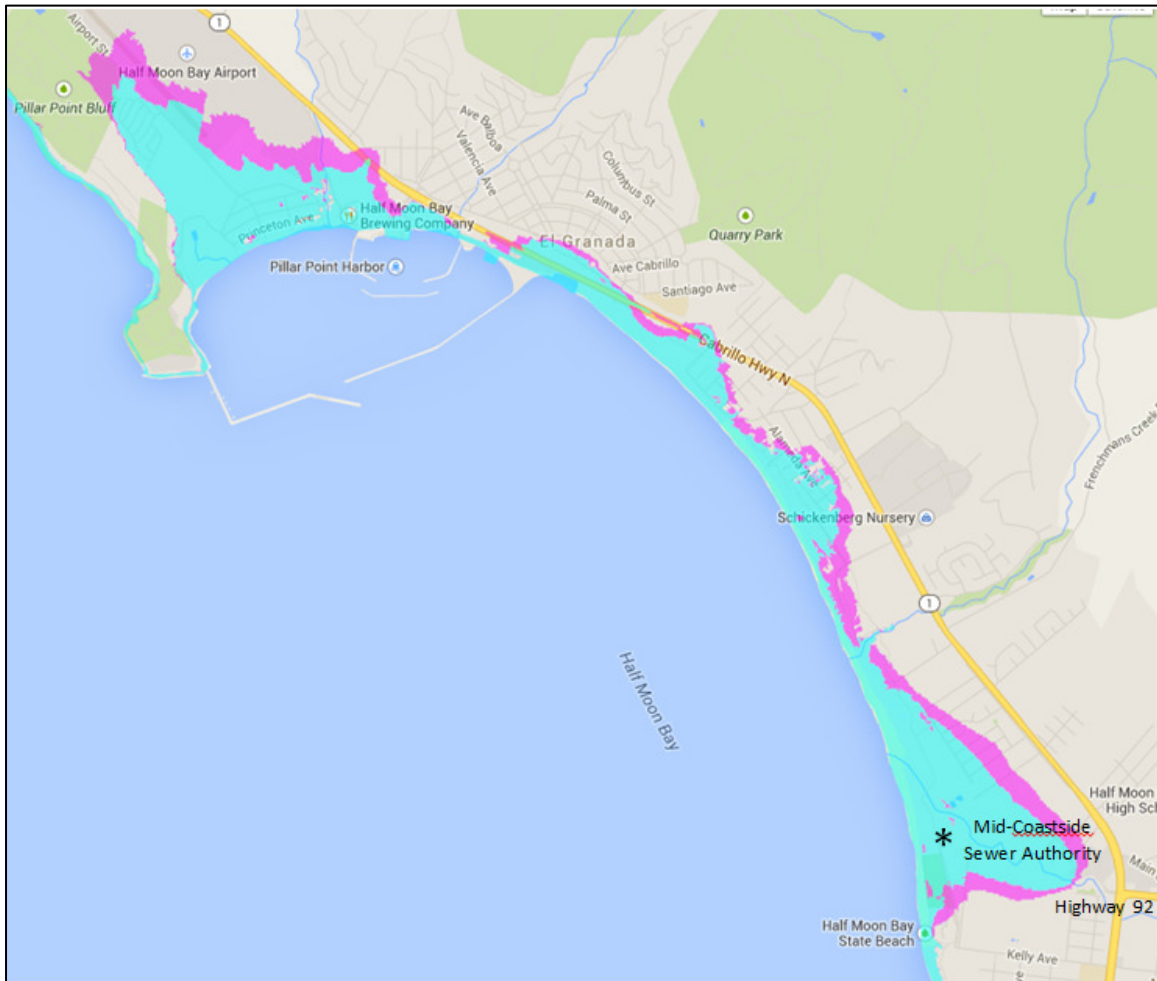 1
Airport St
Half Moon Bay Airport
Pillar Point Bluff
Ave Balboa
Valencia Ave
Columbus St
Palma St
Princeton Ave
Half Moon Bay
Brewing Company
El Granada
Quarry Park
Pillar Point Harbor
Ave Cabrillo
Santiago Ave
Cabrillo Hwy N
Alameda Ave
Frenchmans Creek
Schickenberg Nursery
1
Half Moon Bay
Half Moon
High Sc
Mid-Coastside
Sewer Authority
*
Main
Highway 92
Half Moon Bay
State Beach
Kelly Ave